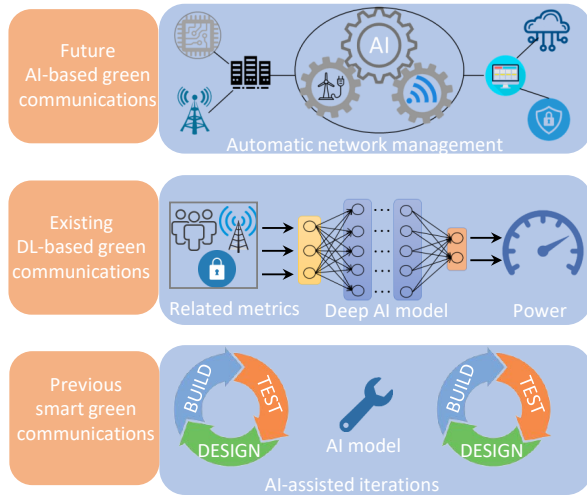 Future
AI-based green
communications
AI
Automatic network management
Existing
DL-based green
communications
Related metrics
Deep AI model
Power
Previous
smart green
communications
BUILD
TEST
DESIGN
AI model
BUILD
TEST
DESIGN
AI-assisted iterations